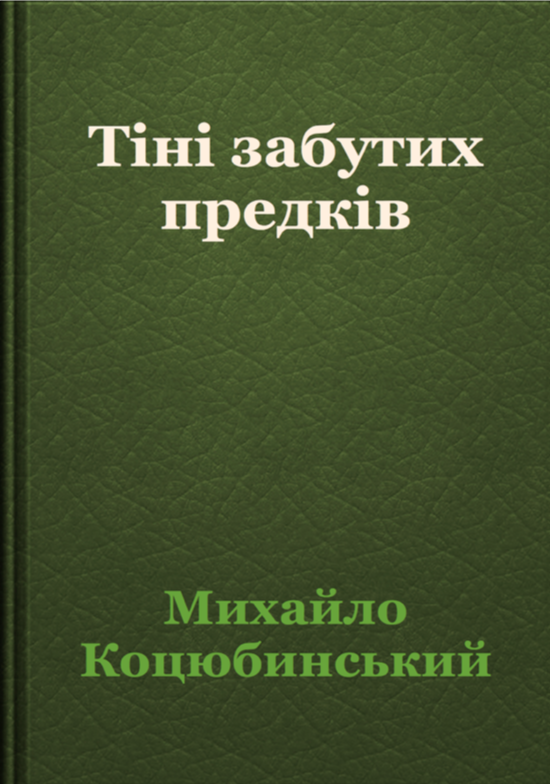 Тіні забутих
предків
Михайло
Коцюбинський